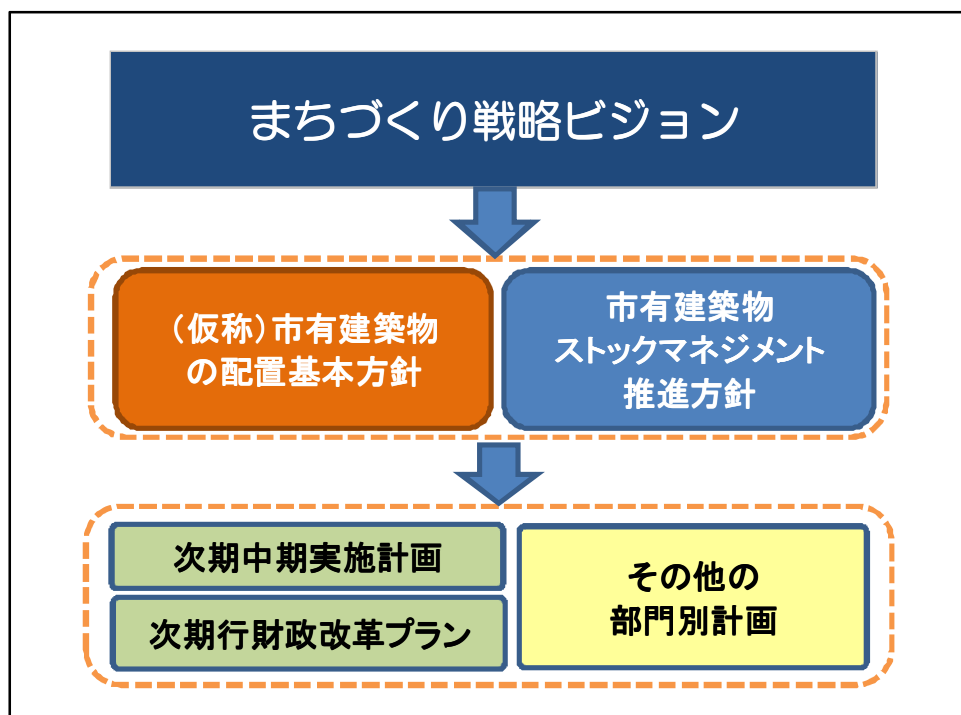 まちづくり戦略ビジョン
（仮称）市有建築物
の配置基本方針
市有建築物
ストックマネジメント
推進方針
次期中期実施計画
次期行財政改革プラン
その他の
部門別計画